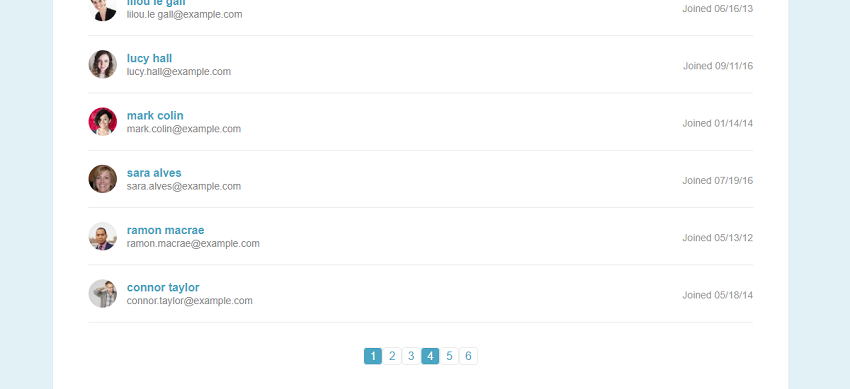 lilou le gall
lilou.le gall@example.com
Joined 06/16/13
lucy hall
lucy.hall@example.com
Joined 09/11/16
mark colin
mark.colin@example.com
Joined 01/14/14
sara alves
sara.alves@example.com
Joined 07/19/16
ramon macrae
ramon.macrae@example.com
Joined 05/13/12
connor taylor
connor.taylor@example.com
Joined 05/18/14
1 2 3 4 5 6